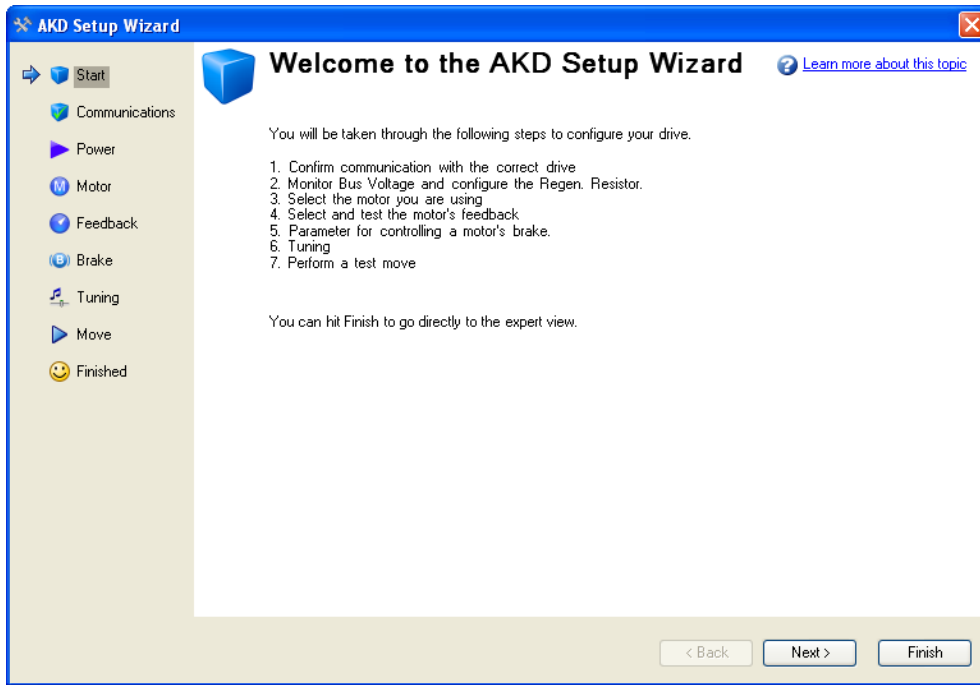 AKD Setup Wizard
Start
Communications
Power
M Motor
Feedback
B Brake
Tuning
Move
Finished
Welcome to the AKD Setup Wizard
? Learn more about this topic
You will be taken through the following steps to configure your drive.
1. Confirm communication with the correct drive
2. Monitor Bus Voltage and configure the Regen. Resistor.
3. Select the motor you are using
4. Select and test the motor's feedback
5. Parameter for controlling a motor's brake.
6. Tuning
7. Perform a test move
You can hit Finish to go directly to the expert view.
< Back
Next >
Finish